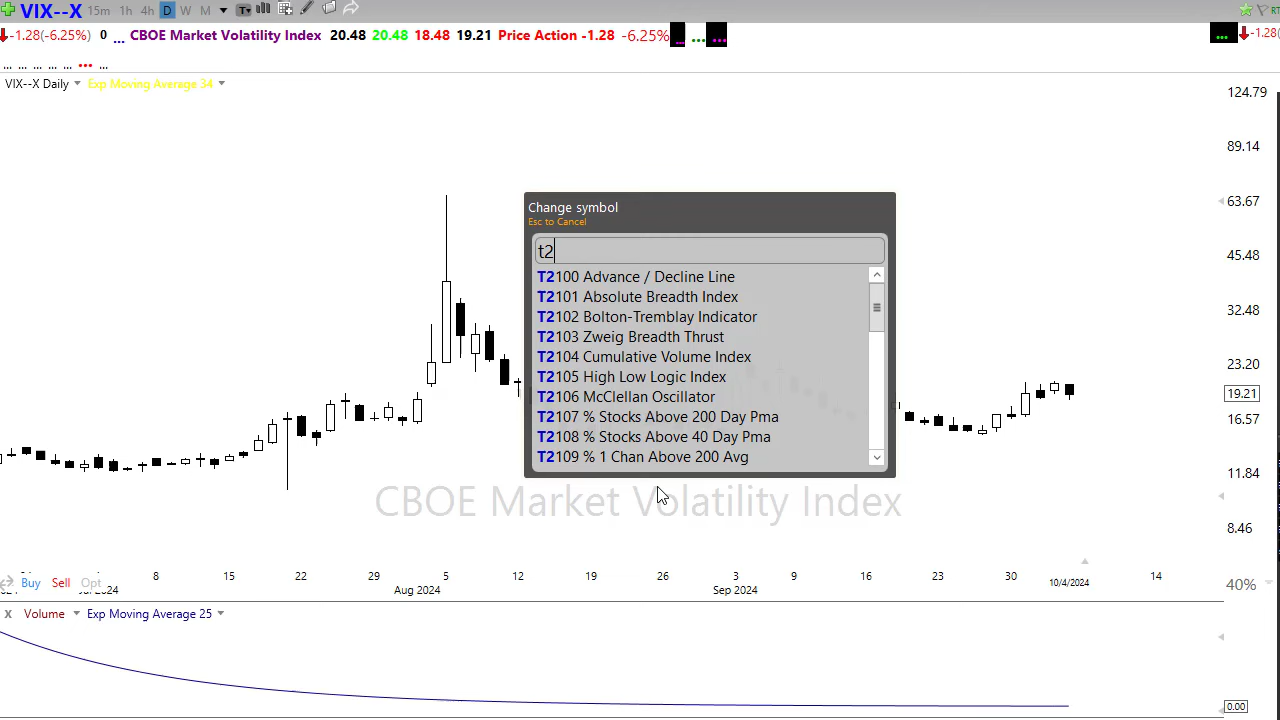 VIX--X 15m 1h 4h D W M T
RT
-1.28(-6.25%) 0 ... CBOE Market Volatility Index 20.48 20.48 18.48 19.21 Price Action -1.28 -6.25% ... ... ... ... -1.28(
... ... ... ... ... ... ...
VIX--X Daily Exp Moving Average 34
124.79
89.14
63.67
45.48
32.48
23.20
19.21
16.57
11.84
8.46
Change symbol
Esc to Cancel
t2
T2100 Advance / Decline Line
T2101 Absolute Breadth Index
T2102 Bolton-Tremblay Indicator
T2103 Zweig Breadth Thrust
T2104 Cumulative Volume Index
T2105 High Low Logic Index
T2106 McClellan Oscillator
T2107 % Stocks Above 200 Day Pma
T2108 % Stocks Above 40 Day Pma
T2109 % 1 Chan Above 200 Avg
CBOE Market Volatility Index
8 15 22 29 5 12 19 26 3 9 16 23 30 10/4/2024 14
Buy Sell Opt
2024 Aug 2024 Sep 2024
40%
X Volume Exp Moving Average 25
0.00